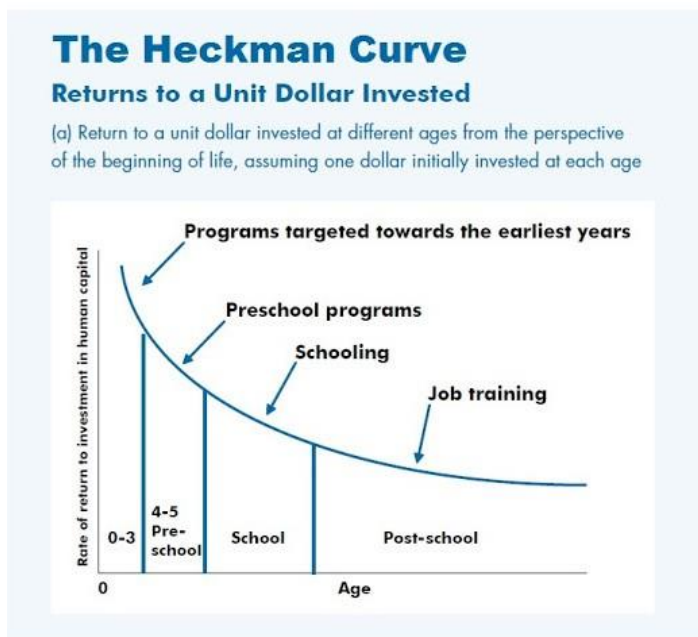 The Heckman Curve
Returns to a Unit Dollar Invested
(a) Return to a unit dollar invested at different ages from the perspective
of the beginning of life, assuming one dollar initially invested at each age
Programs targeted towards the earliest years
Preschool programs
Schooling
Job training
Rate of return to investment in human capital
0-3
4-5
Pre-
school
School
Post-school
0
Age